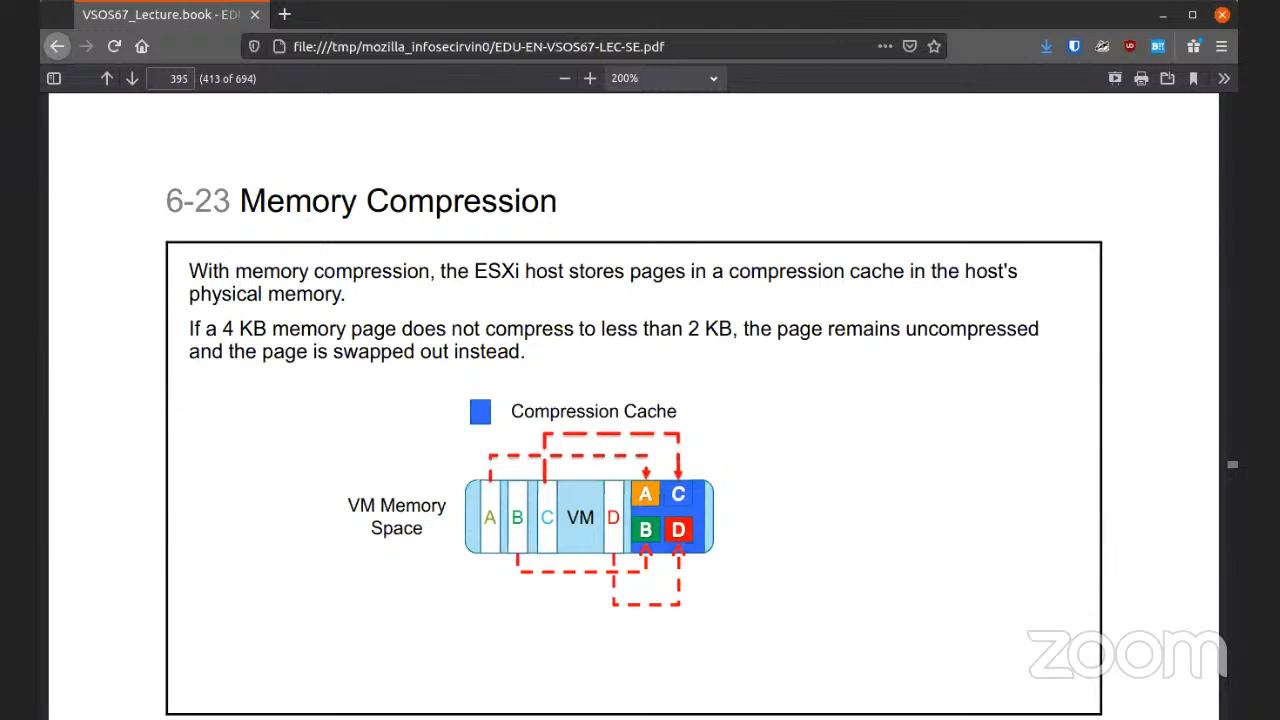 VSOS67_Lecture.book - EDU
file:///tmp/mozilla_infosecirvin0/EDU-EN-VSOS67-LEC-SE.pdf
395 (413 of 694)
200%
6-23 Memory Compression
With memory compression, the ESXi host stores pages in a compression cache in the host's
physical memory.
If a 4 KB memory page does not compress to less than 2 KB, the page remains uncompressed
and the page is swapped out instead.
Compression Cache
VM Memory
Space
A B C VM D
A C
B D
zoom